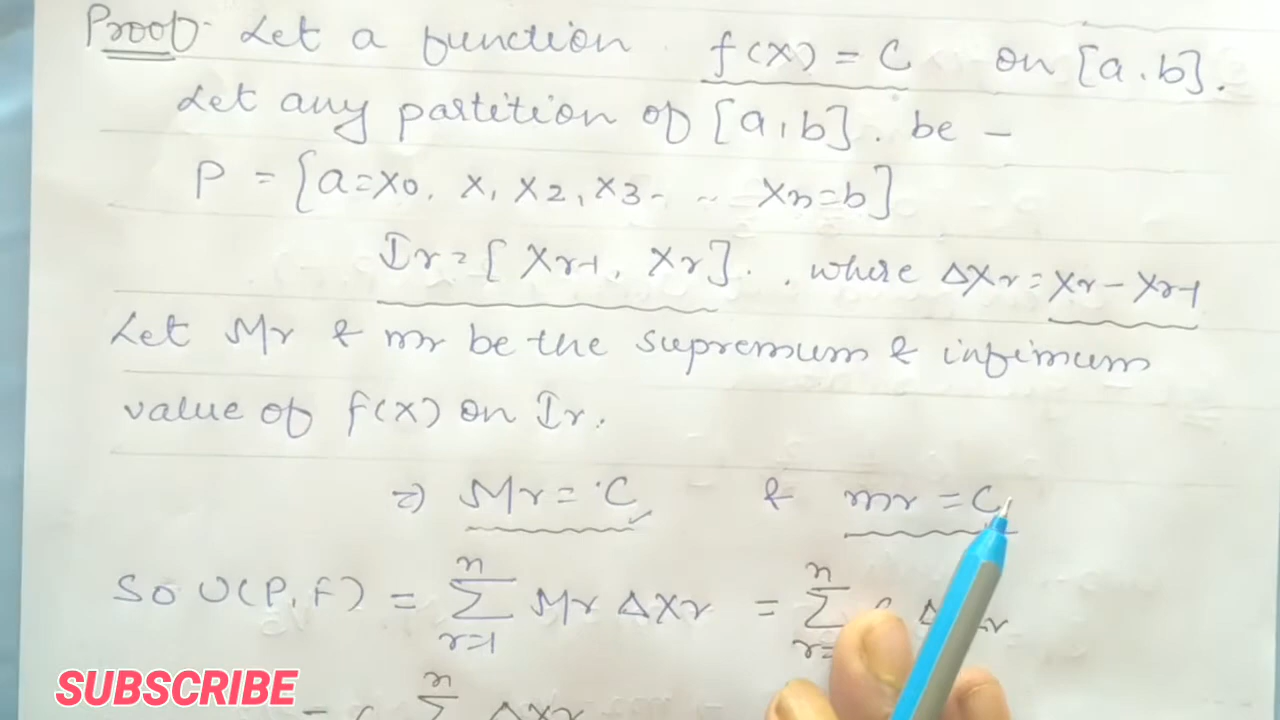 Proof- Let a function f(x) = C on [a,b].
Let any partition of [a,b]. be -
P = [a=x0, x, x2, x3- .. xn=b]
Ir = [xr-1, xr]. , where Δxr = xr - xr-1
Let Mr & mr be the supremum & infimum
value of f(x) on Ir.
=> Mr = C & mr = C
So U(P,F) = n∑r=1 Mr Δxr = n∑r=
= n∑ Δxr
SUBSCRIBE